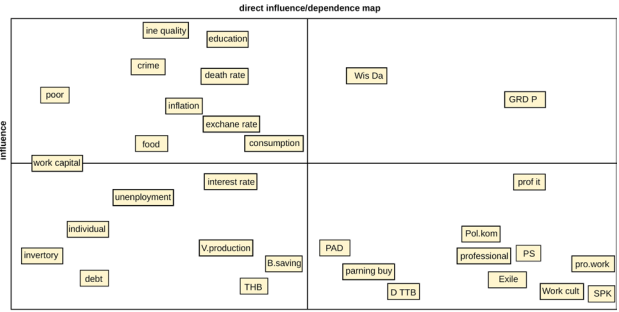 direct influence/dependence map
ine quality
education
crime
death rate
Wis Da
poor
GRD P
inflation
exchane rate
food
consumption
influence
work capital
interest rate
prof it
unenployment
individual
Pol.kom
V.production
PAD
invertory
professional
PS
B.saving
parning buy
pro.work
debt
Exile
THB
D TTB
Work cult
SPK